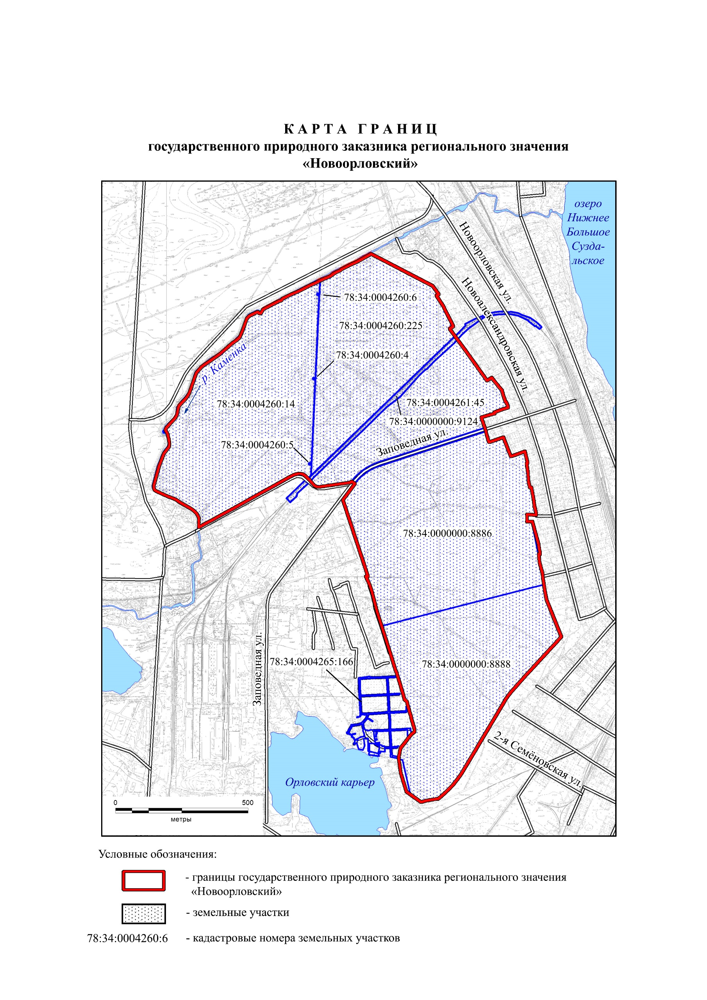 КАРТА ГРАНИЦ
государственного природного заказника регионального значения
«Новоорловский»
озеро
Нижнее
Большое
Сузда-
льское
Новоорловская ул.
Новоалександровская ул
78:34:0004260:6
78:34:0004260:225
78:34:0004260:4
р. Каменка
78:34:0004260:14
78:34:0004261:45
78:34:0000000:9124
78:34:0004260:5
Заповедная ул.
78:34:0000000:8886
Заповедная ул.
78:34:0004265:166
78:34:0000000:8888
2-я Семёновская ул.
Орловский карьер
0 500
метры
Условные обозначения:
- границы государственного природного заказника регионального значения
«Новоорловский»
- земельные участки
78:34:0004260:6 - кадастровые номера земельных участков